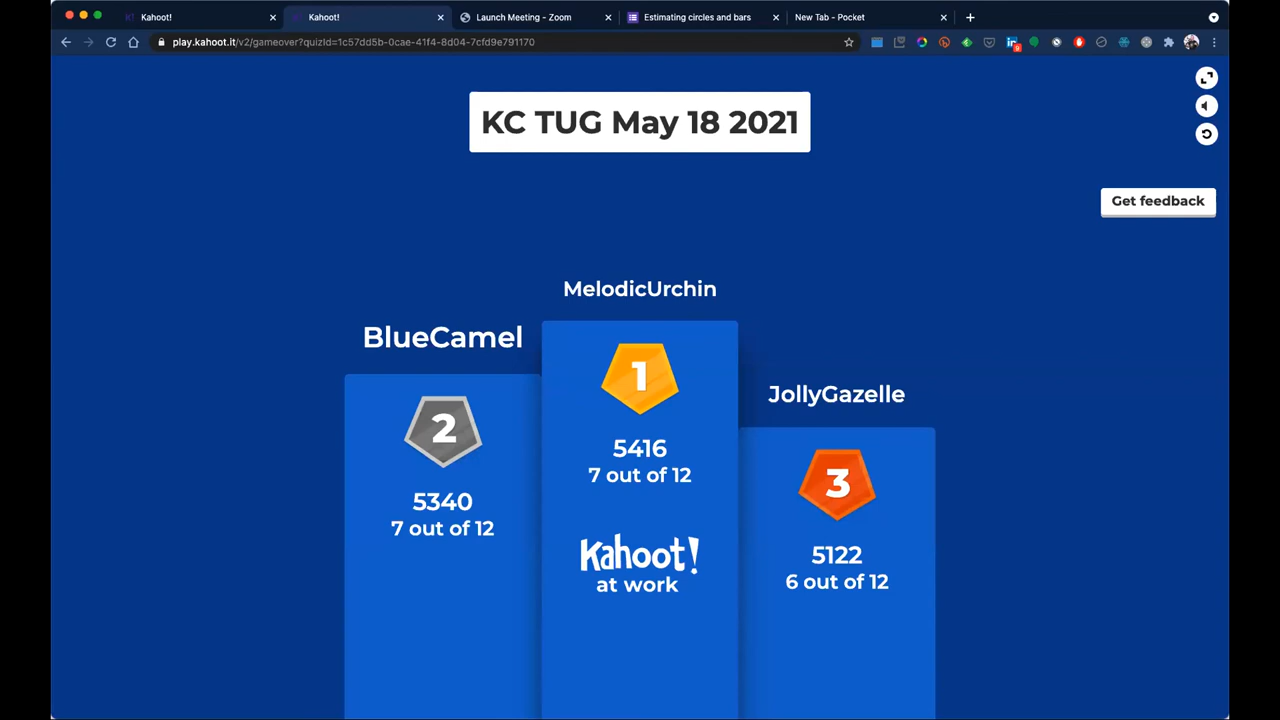 Kahoot!
Kahoot!
Launch Meeting - Zoom
Estimating circles and bars
New Tab - Pocket
play.kahoot.it/v2/gameover?quizId=1c57dd5b-0cae-41f4-8d04-7cfd9e791170
KC TUG May 18 2021
Get feedback
MelodicUrchin
BlueCamel
JollyGazelle
1
2
3
5416
7 out of 12
5340
7 out of 12
5122
6 out of 12
Kahoot!
at work